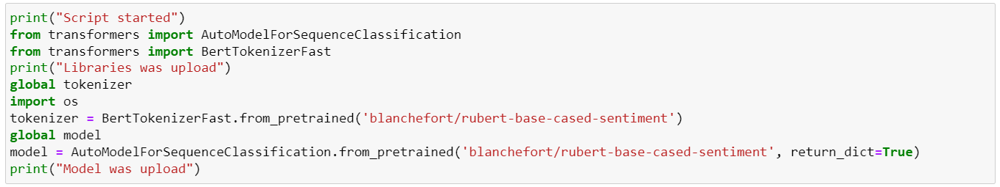 print("Script started")
from transformers import AutoModelForSequenceClassification
from transformers import BertTokenizerFast
print("Libraries was upload")
global tokenizer
import os
tokenizer = BertTokenizerFast.from_pretrained('blanchefort/rubert-base-cased-sentiment')
global model
model = AutoModelForSequenceClassification.from_pretrained('blanchefort/rubert-base-cased-sentiment', return_dict=True)
print("Model was upload")